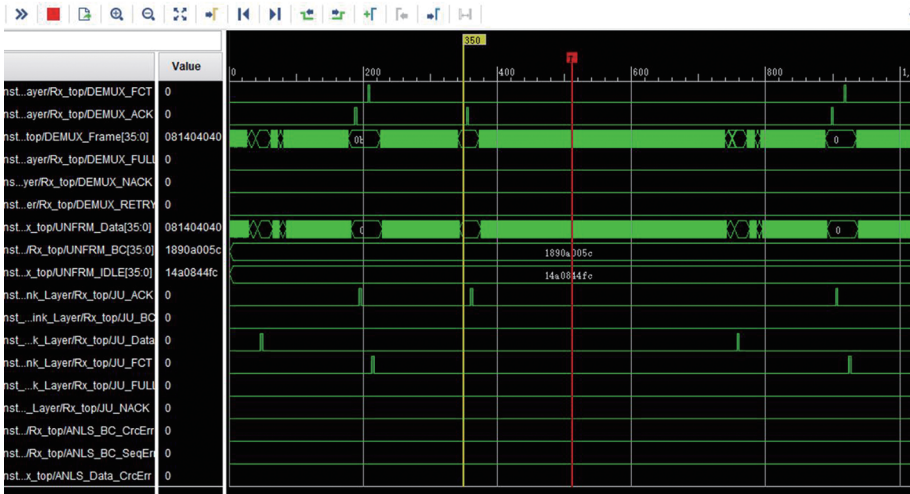 350
Value
T
0 200 400 600 800 1,
nst...ayer/Rx_top/DEMUX_FCT 0
nst...ayer/Rx_top/DEMUX_ACK 0
nst...top/DEMUX_Frame[35:0] 081404040 0 0
nst...ayer/Rx_top/DEMUX_FULL 0
ns...yer/Rx_top/DEMUX_NACK 0
nst...er/Rx_top/DEMUX_RETRY 0
nst...x_top/UNFRM_Data[35:0] 081404040 0
nst.../Rx_top/UNFRM_BC[35:0] 1890a005c 1890a005c
nst...x_top/UNFRM_IDLE[35:0] 14a0844fc 14a0844fc
nst...nk_Layer/Rx_top/JU_ACK 0
nst_...ink_Layer/Rx_top/JU_BC 0
nst_...k_Layer/Rx_top/JU_Data 0
nst...nk_Layer/Rx_top/JU_FCT 0
nst_...k_Layer/Rx_top/JU_FULL 0
nst..._Layer/Rx_top/JU_NACK 0
nst.../Rx_top/ANLS_BC_CrcErr 0
nst.../Rx_top/ANLS_BC_SeqErr 0
nst...x_top/ANLS_Data_CrcErr 0